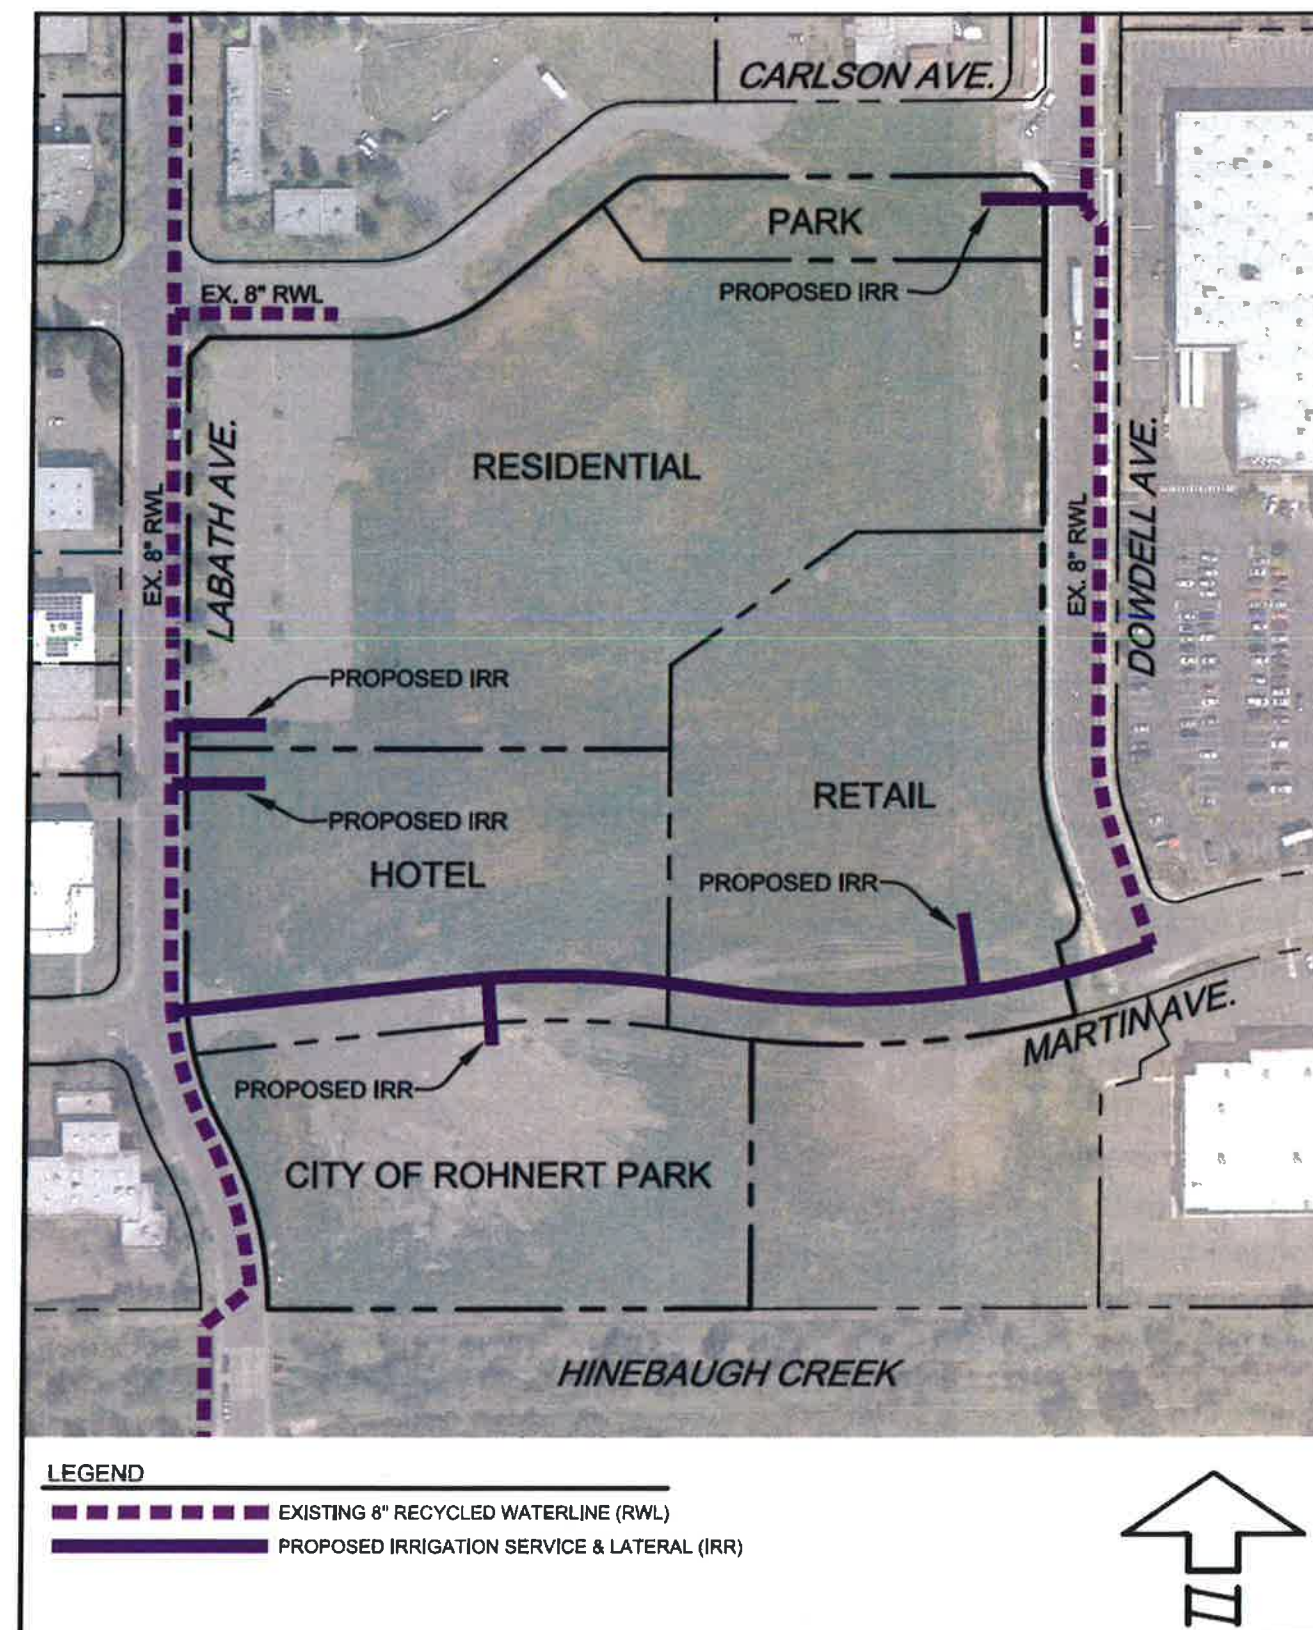 CARLSON AVE.
PARK
EX. 8" RWL
PROPOSED IRR
RESIDENTIAL
EX. 8" RWL
LABATH AVE.
EX. 8" RWL
DOWDELL AVE.
PROPOSED IRR
RETAIL
PROPOSED IRR
HOTEL
PROPOSED IRR
MARTIN AVE.
PROPOSED IRR
CITY OF ROHNERT PARK
HINEBAUGH CREEK
LEGEND
EXISTING 8" RECYCLED WATERLINE (RWL)
PROPOSED IRRIGATION SERVICE & LATERAL (IRR)